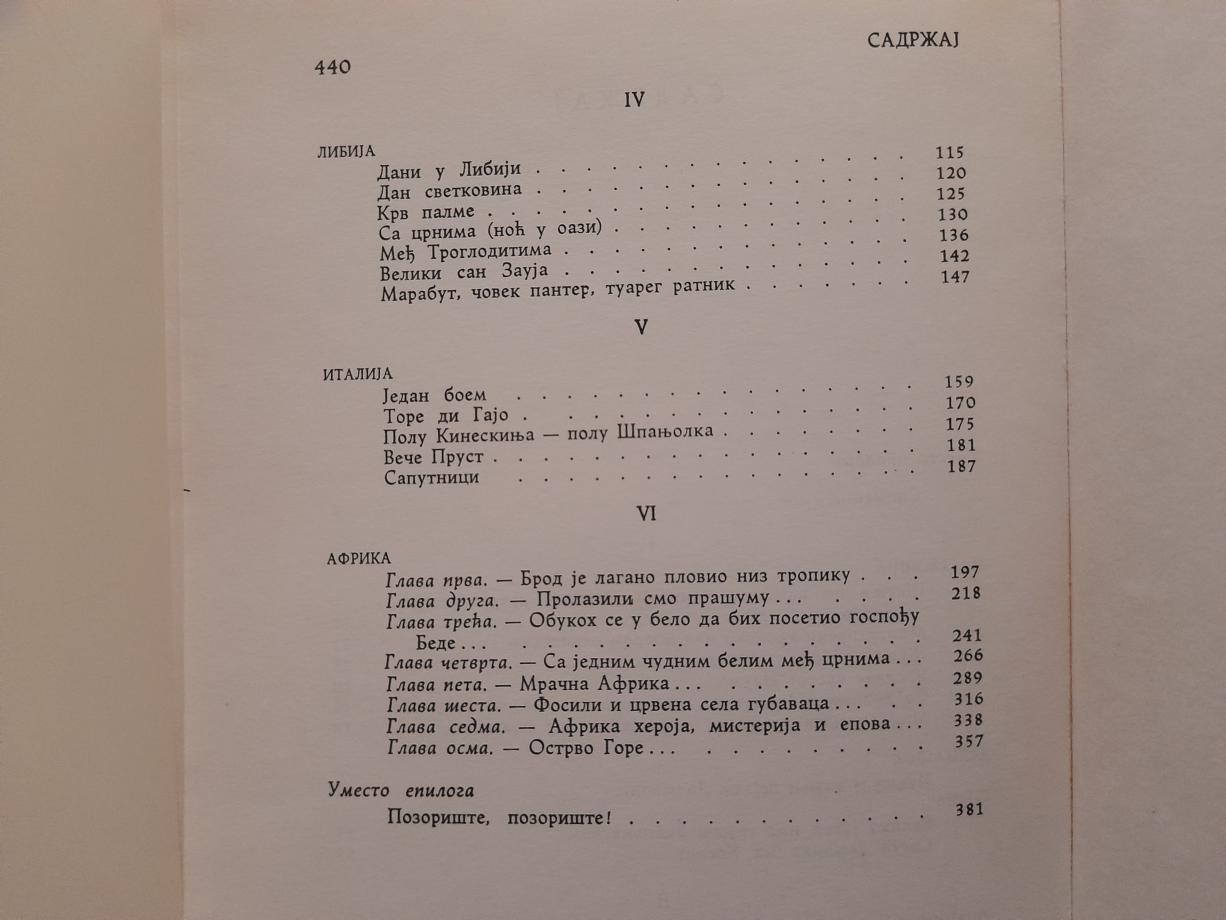 САДРЖАЈ
440
IV
ЛИБИЈА
Дани у Либији . . . . . . . . . . . . . . 115
Дан светковина . . . . . . . . . . . . . . 120
Крв палме . . . . . . . . . . . . . . . . 125
Са црнима (ноћ у оази) . . . . . . . . . . . 130
Међ Троглодитима . . . . . . . . . . . . . 136
Велики сан Зауја . . . . . . . . . . . . . 142
Марабут, човек пантер, туарег ратник . . . . . . . 147
V
ИТАЛИЈА
Један боем . . . . . . . . . . . . . . . 159
Торе ди Гајо . . . . . . . . . . . . . . 170
Полу Кинескиња — полу Шпањолка . . . . . . . . 175
Вече Пруст . . . . . . . . . . . . . . . 181
Сапутници . . . . . . . . . . . . . . . 187
VI
АФРИКА
Глава прва. — Брод је лагано пловио низ тропику . . . 197
Глава друга. — Пролазили смо прашуму... . . . . 218
Глава трећа. — Обукох се у бело да бих посетио госпођу
Беде... . . . . . . . . . . . . . . . 241
Глава четврта. — Са једним чудним белим међ црнима... 266
Глава пета. — Мрачна Африка... . . . . . . . . 289
Глава шеста. — Фосили и црвена села губаваца... . . 316
Глава седма. — Африка хероја, мистерија и епова... 338
Глава осма. — Острво Горе... . . . . . . . . . 357
Уместо епилога
Позориште, позориште! . . . . . . . . . . . . 381